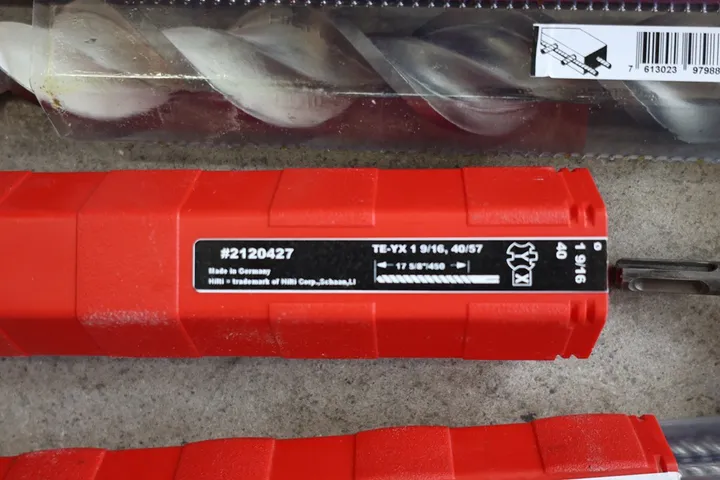 7 613023 97988
#2120427
Made in Germany
Hilti = trademark of Hilti Corp.,Schaan,LI
TE-YX 1 9/16, 40/57
17 5/8"/450
YX
ø
1 9/16
40